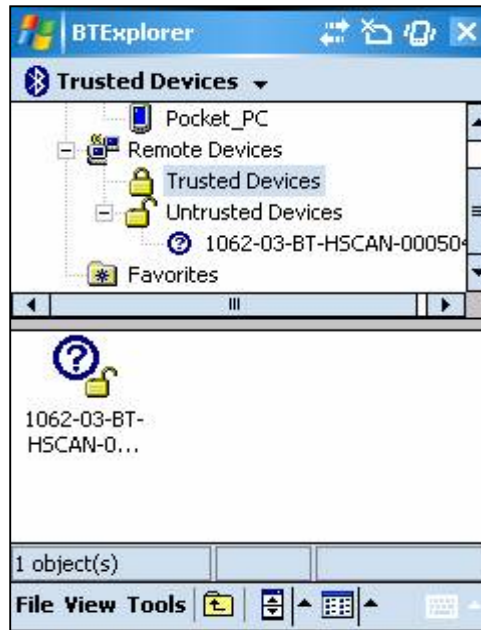 BTExplorer
Trusted Devices
Pocket_PC
Remote Devices
Trusted Devices
Untrusted Devices
1062-03-BT-HSCAN-000504
Favorites
1062-03-BT-
HSCAN-0...
1 object(s)
File View Tools